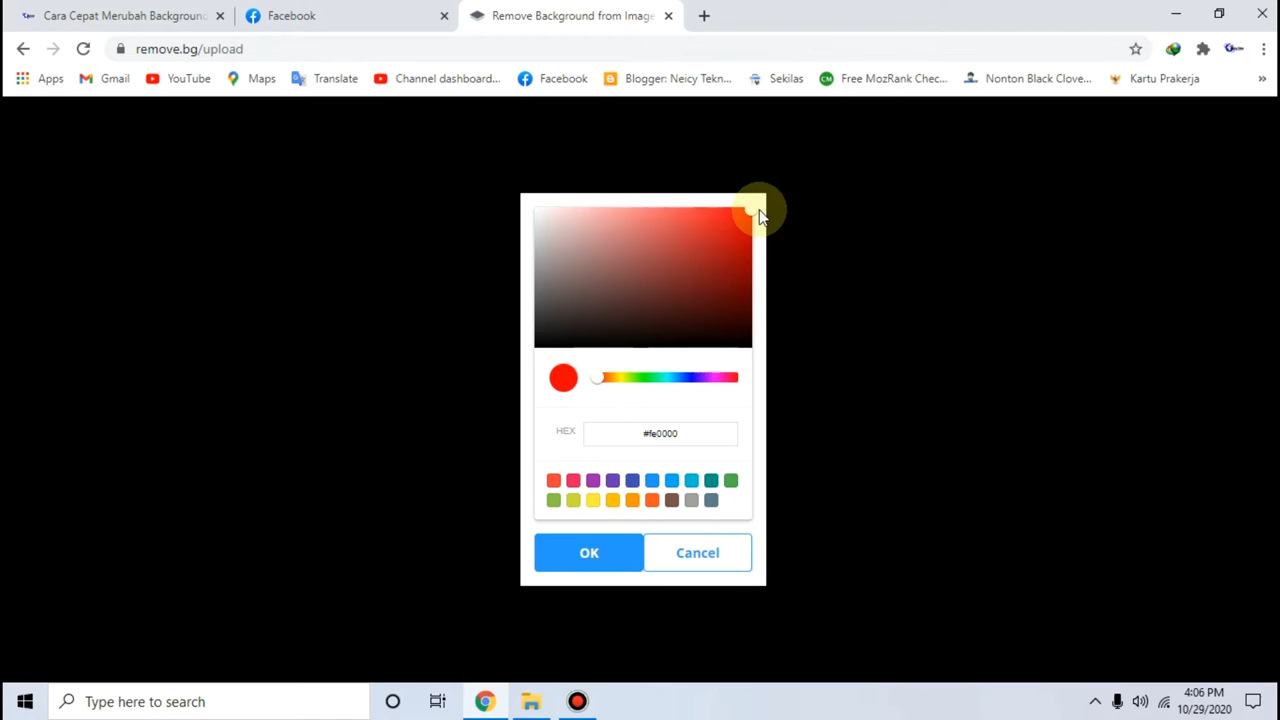 Cara Cepat Merubah Background
Facebook
Remove Background from Image
remove.bg/upload
Apps
Gmail
YouTube
Maps
Translate
Channel dashboard...
Facebook
Blogger: Neicy Tekn...
Sekilas
CM
Free MozRank Chec...
Nonton Black Clove...
Kartu Prakerja
»
HEX
#fe0000
OK
Cancel
Type here to search
4:06 PM
10/29/2020